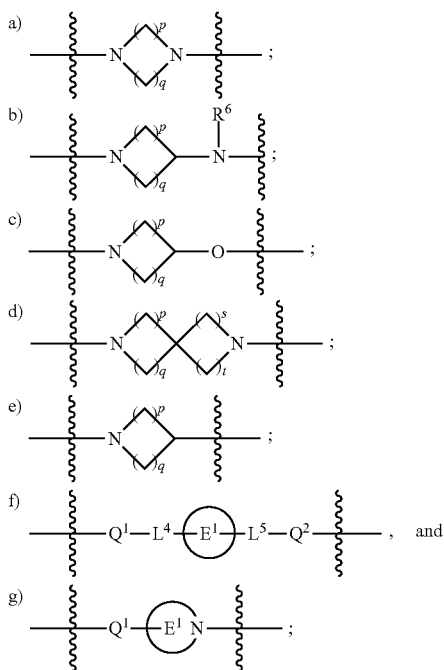 a) N ( )p ( )q N ;
b) N ( )p ( )q R⁶ N ;
c) N ( )p ( )q O ;
d) N ( )p ( )q ( )s ( )t N ;
e) N ( )p ( )q ;
f) Q¹ L⁴ E¹ L⁵ Q² , and
g) Q¹ E¹ N ;